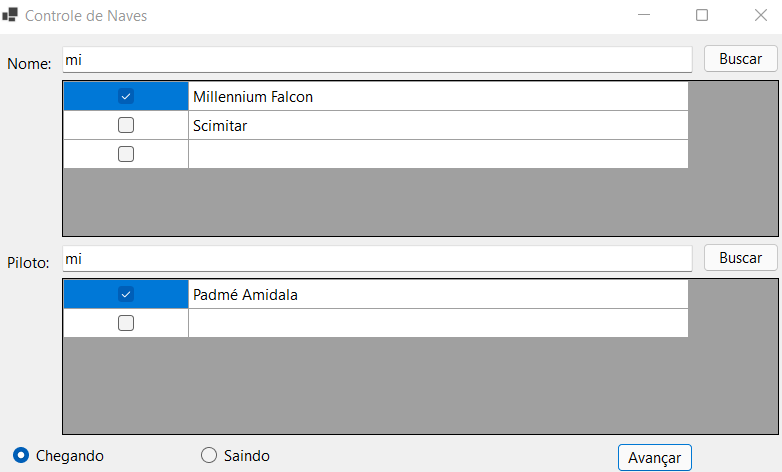 Controle de Naves
Nome: mi Buscar
Millennium Falcon
Scimitar
Piloto: mi Buscar
Padmé Amidala
Chegando Saindo Avançar